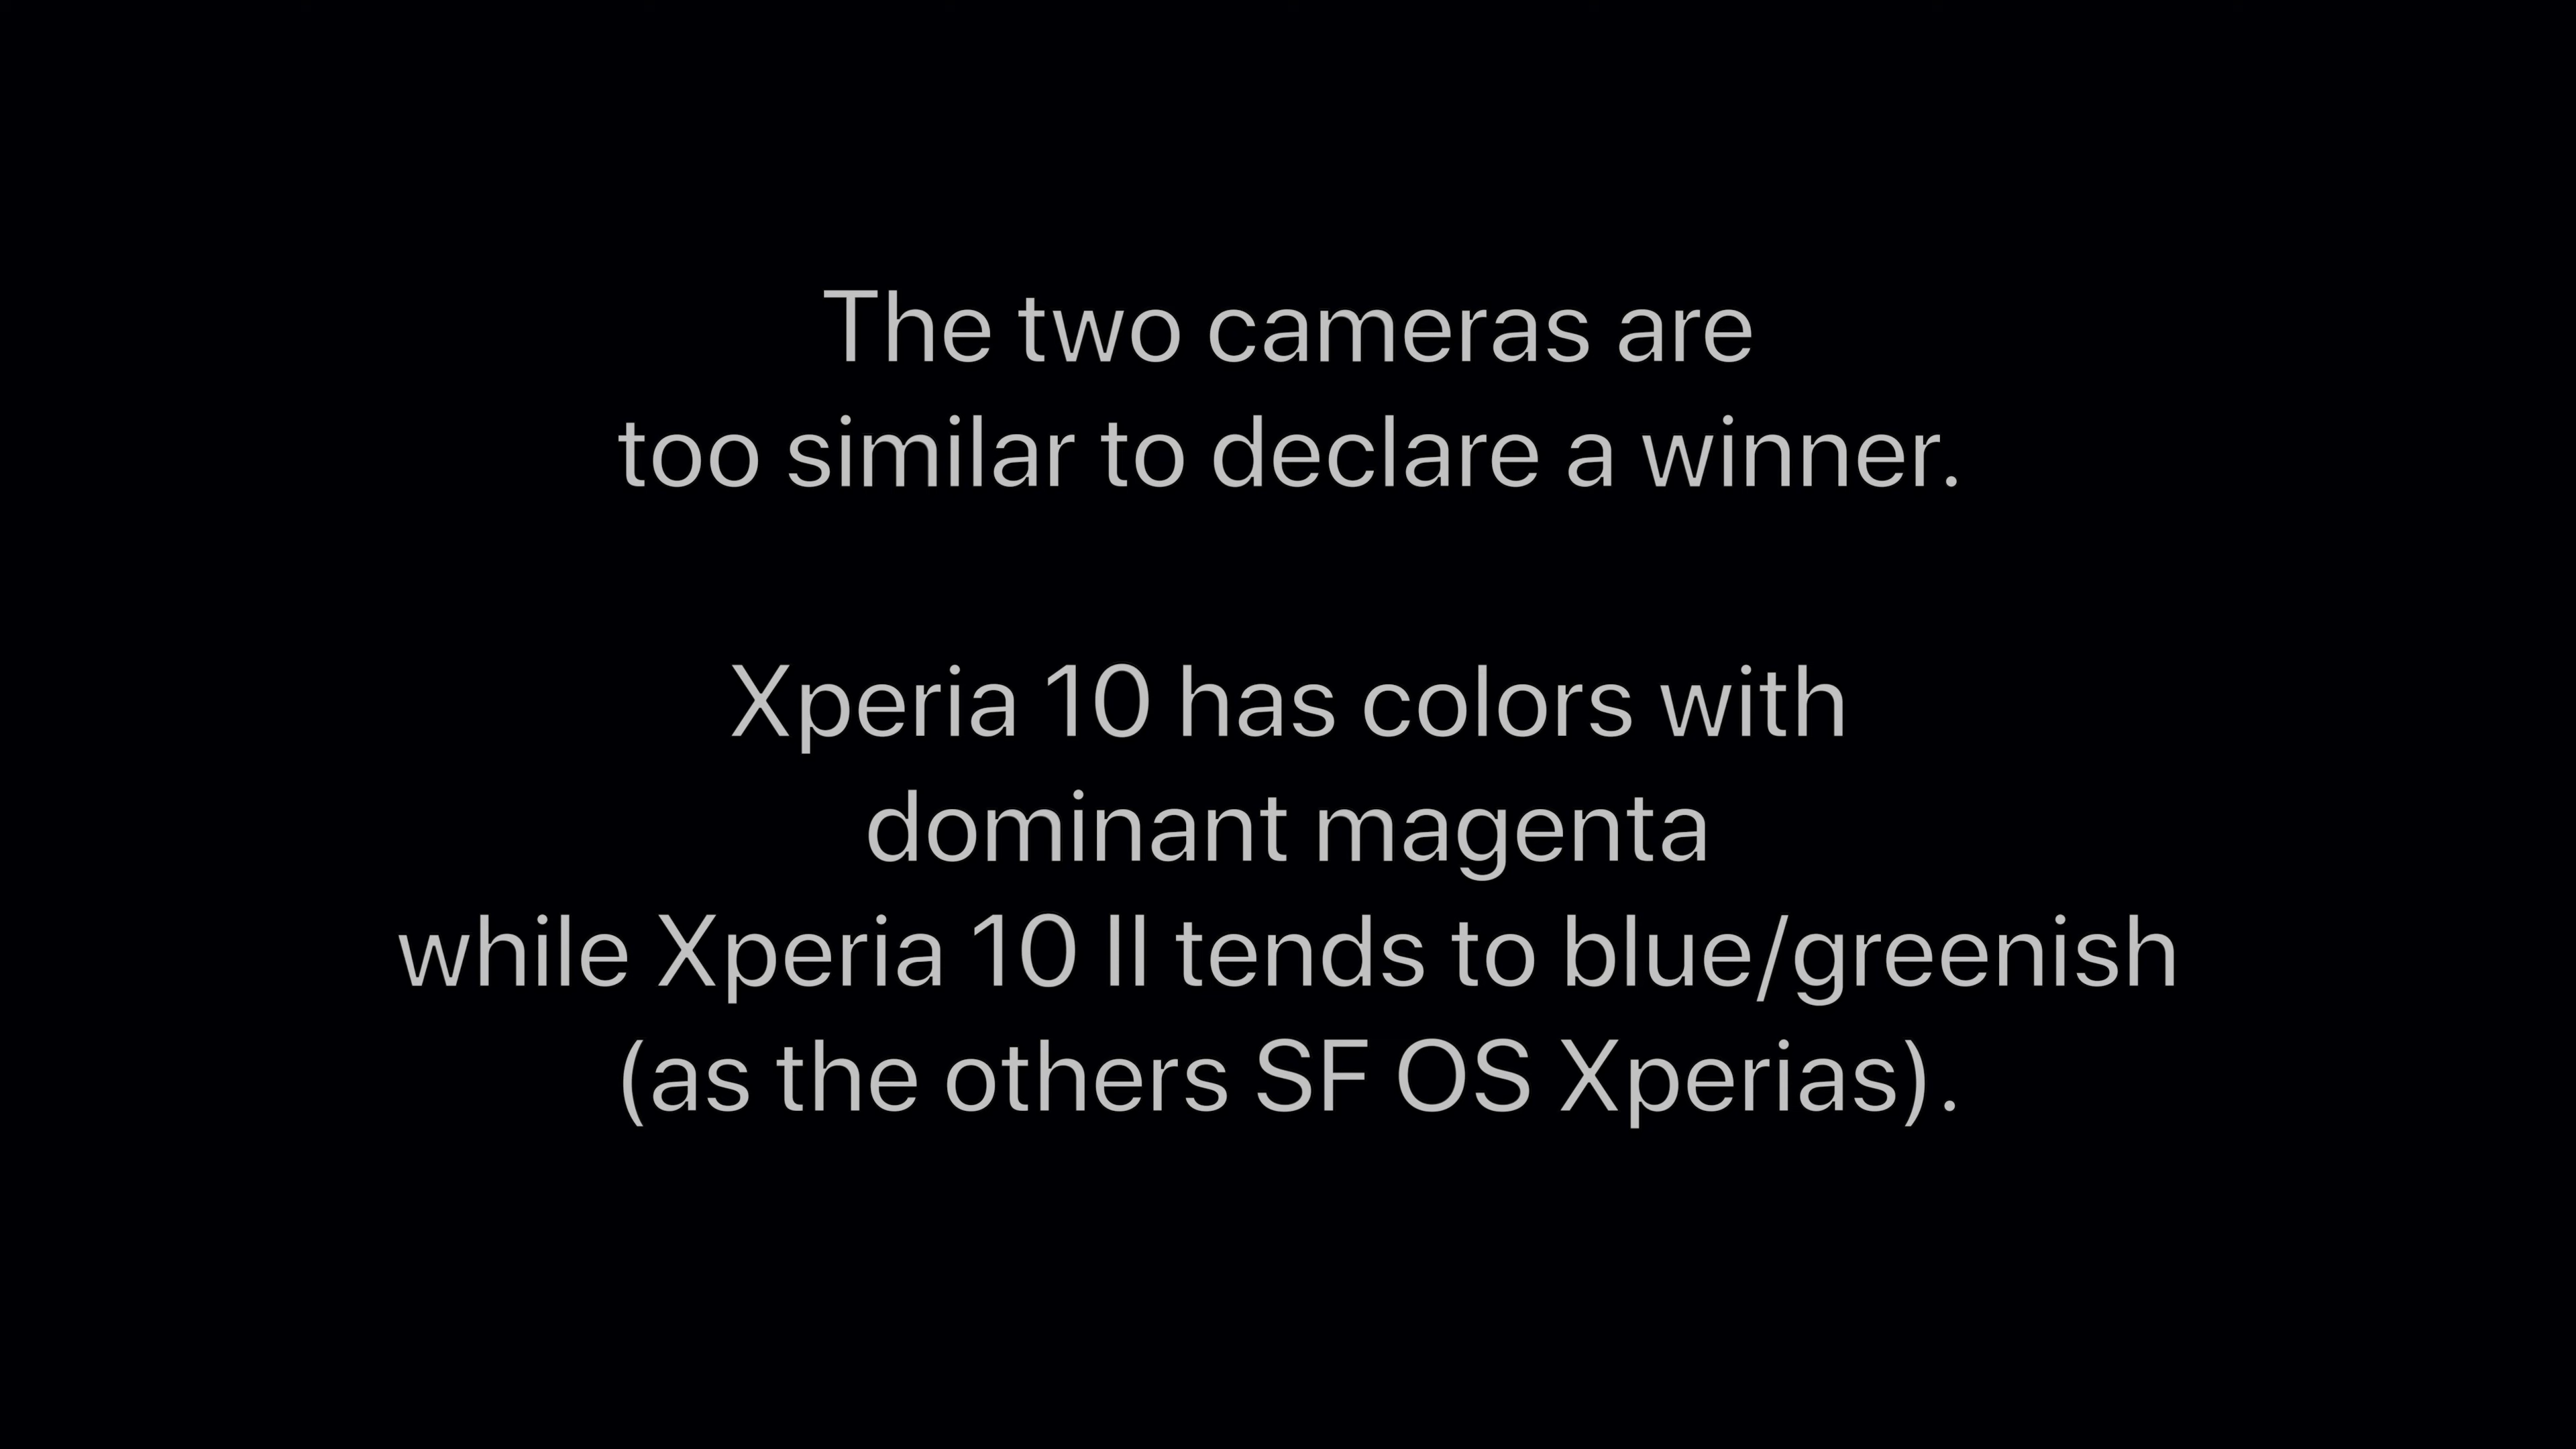 The two cameras are
too similar to declare a winner.
Xperia 10 has colors with
dominant magenta
while Xperia 10 II tends to blue/greenish
(as the others SF OS Xperias).